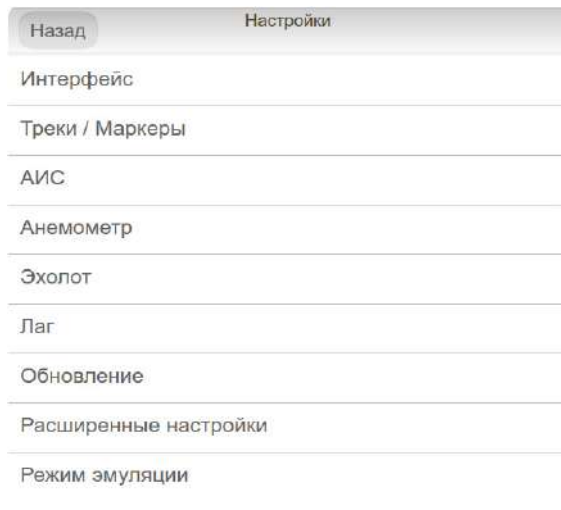 Назад
Настройки
Интерфейс
Треки / Маркеры
АИС
Анемометр
Эхолот
Лаг
Обновление
Расширенные настройки
Режим эмуляции